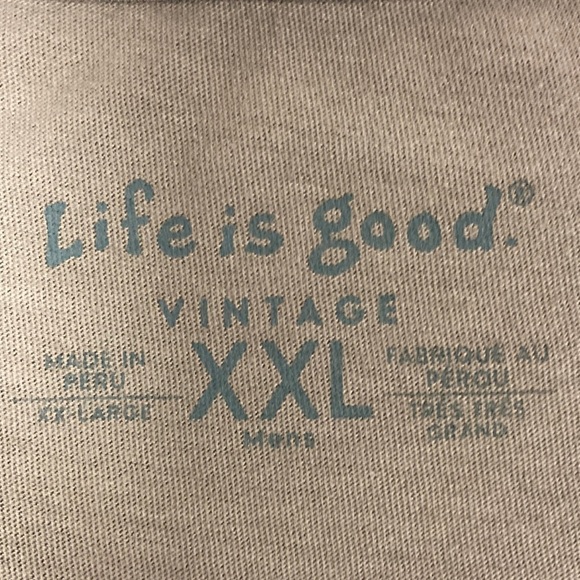 Life is good.®
VINTAGE
MADE IN
PERU
XX-LARGE
XXL
Mens
FABRIQUÉ AU
PÉROU
TRÈS TRÈS
GRAND